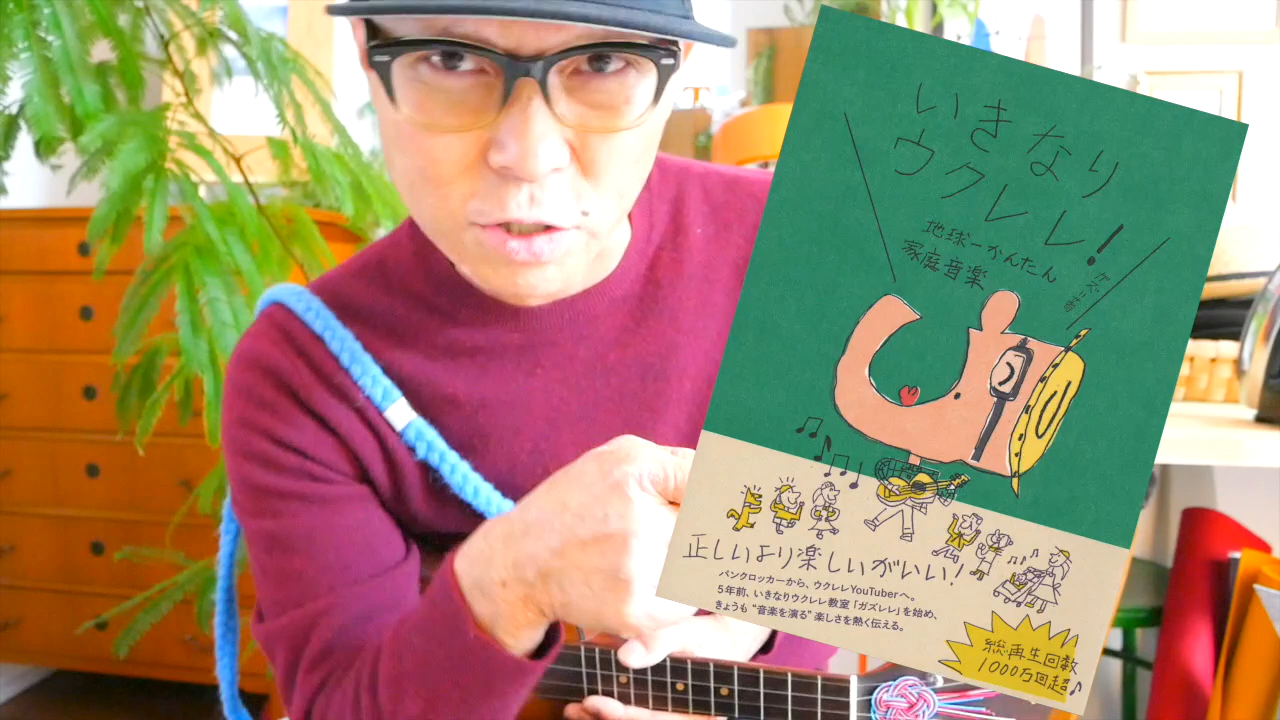 いきなり
ウクレレ!
地球一かんたん
家庭音楽
ガズ 著
正しいより楽しいがいい!
パンクロッカーから、ウクレレYouTuberへ。
5年前、いきなりウクレレ教室「ガズレレ」を始め、
きょうも“音楽を演る”楽しさを熱く伝える。
総再生回数
1000万回超